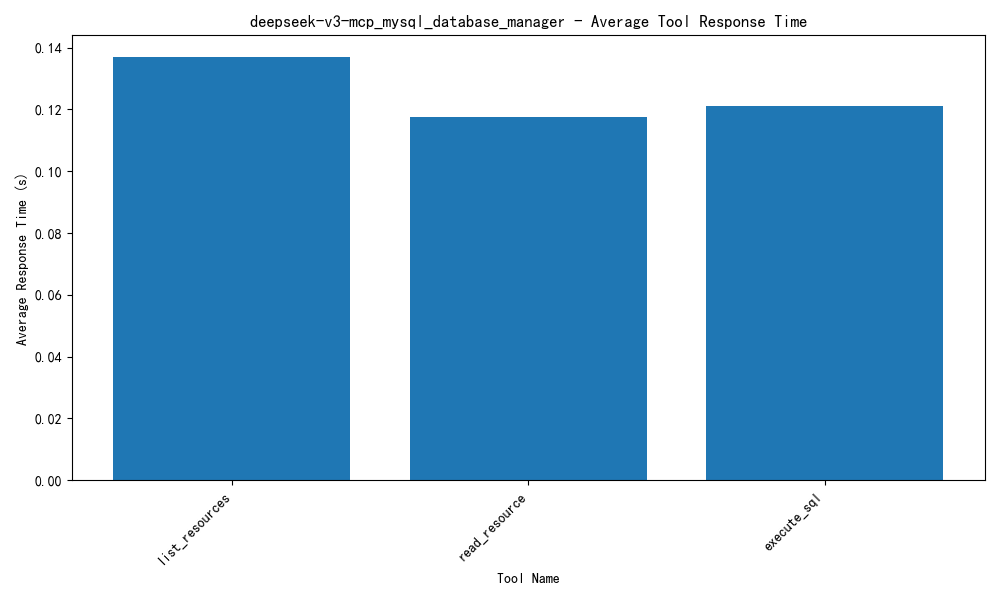 deepseek-v3-mcp_mysql_database_manager - Average Tool Response Time
Average Response Time (s)
0.14
0.12
0.10
0.08
0.06
0.04
0.02
0.00
list_resources
read_resource
execute_sql
Tool Name